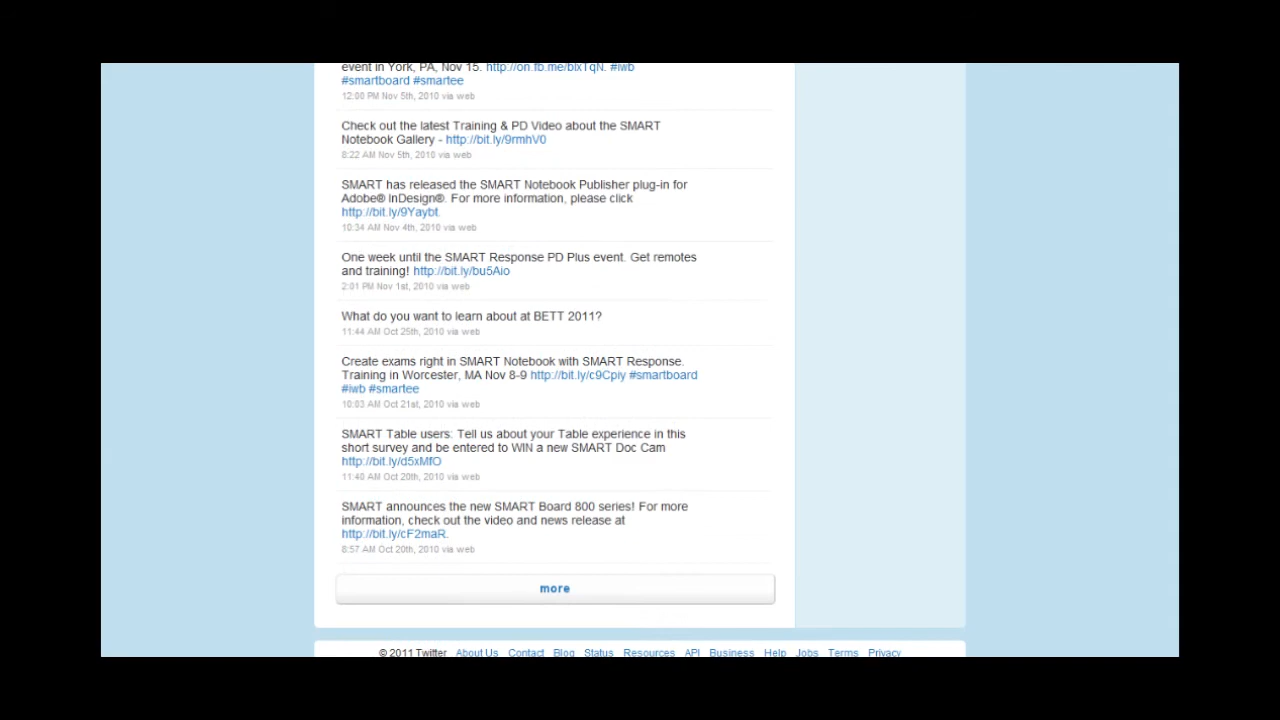 event in York, PA, Nov 15. http://on.fb.me/blxTqN. #iwb
#smartboard #smartee
12:00 PM Nov 5th, 2010 via web
Check out the latest Training & PD Video about the SMART
Notebook Gallery - http://bit.ly/9rmhV0
8:22 AM Nov 5th, 2010 via web
SMART has released the SMART Notebook Publisher plug-in for
Adobe® InDesign®. For more information, please click
http://bit.ly/9Yaybt.
10:34 AM Nov 4th, 2010 via web
One week until the SMART Response PD Plus event. Get remotes
and training! http://bit.ly/bu5Aio
2:01 PM Nov 1st, 2010 via web
What do you want to learn about at BETT 2011?
11:44 AM Oct 25th, 2010 via web
Create exams right in SMART Notebook with SMART Response.
Training in Worcester, MA Nov 8-9 http://bit.ly/c9Cpiy #smartboard
#iwb #smartee
10:03 AM Oct 21st, 2010 via web
SMART Table users: Tell us about your Table experience in this
short survey and be entered to WIN a new SMART Doc Cam
http://bit.ly/d5xMfO
11:40 AM Oct 20th, 2010 via web
SMART announces the new SMART Board 800 series! For more
information, check out the video and news release at
http://bit.ly/cF2maR.
8:57 AM Oct 20th, 2010 via web
more
© 2011 Twitter About Us Contact Blog Status Resources API Business Help Jobs Terms Privacy